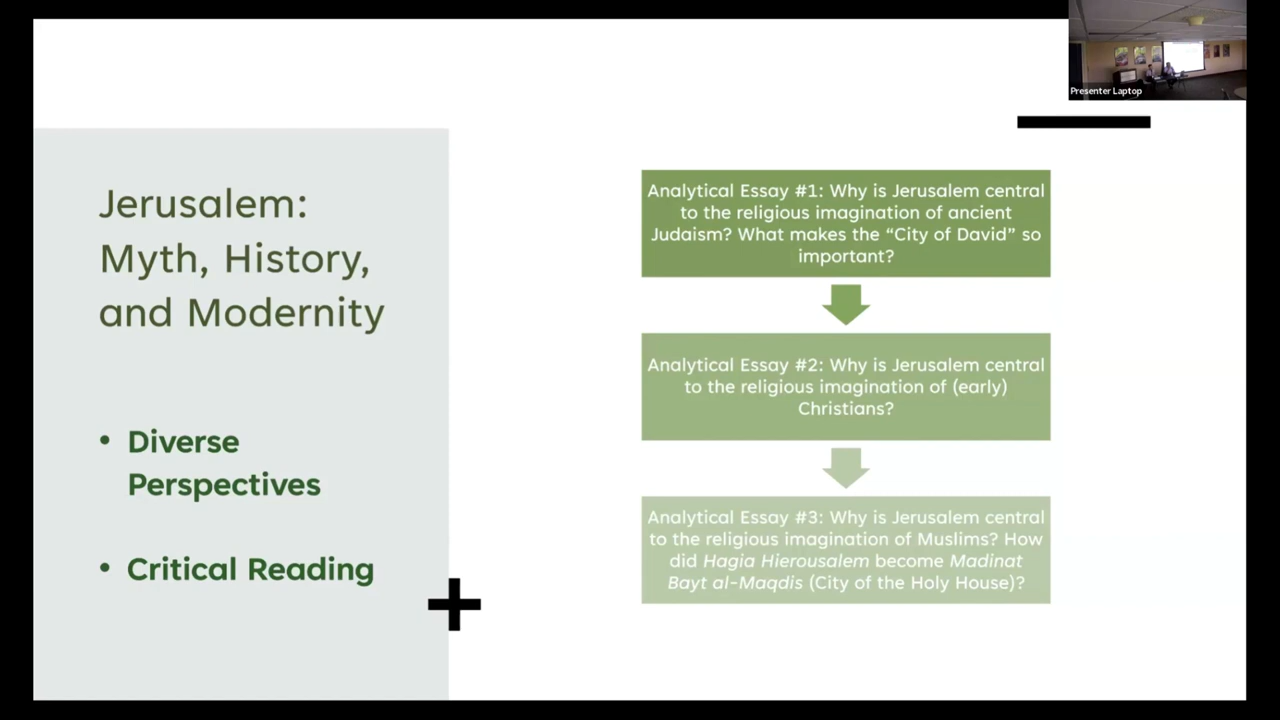 Presenter Laptop
Jerusalem:
Myth, History,
and Modernity
• Diverse
Perspectives
• Critical Reading
Analytical Essay #1: Why is Jerusalem central
to the religious imagination of ancient
Judaism? What makes the “City of David” so
important?
Analytical Essay #2: Why is Jerusalem central
to the religious imagination of (early)
Christians?
Analytical Essay #3: Why is Jerusalem central
to the religious imagination of Muslims? How
did Hagia Hierousalem become Madinat
Bayt al-Maqdis (City of the Holy House)?